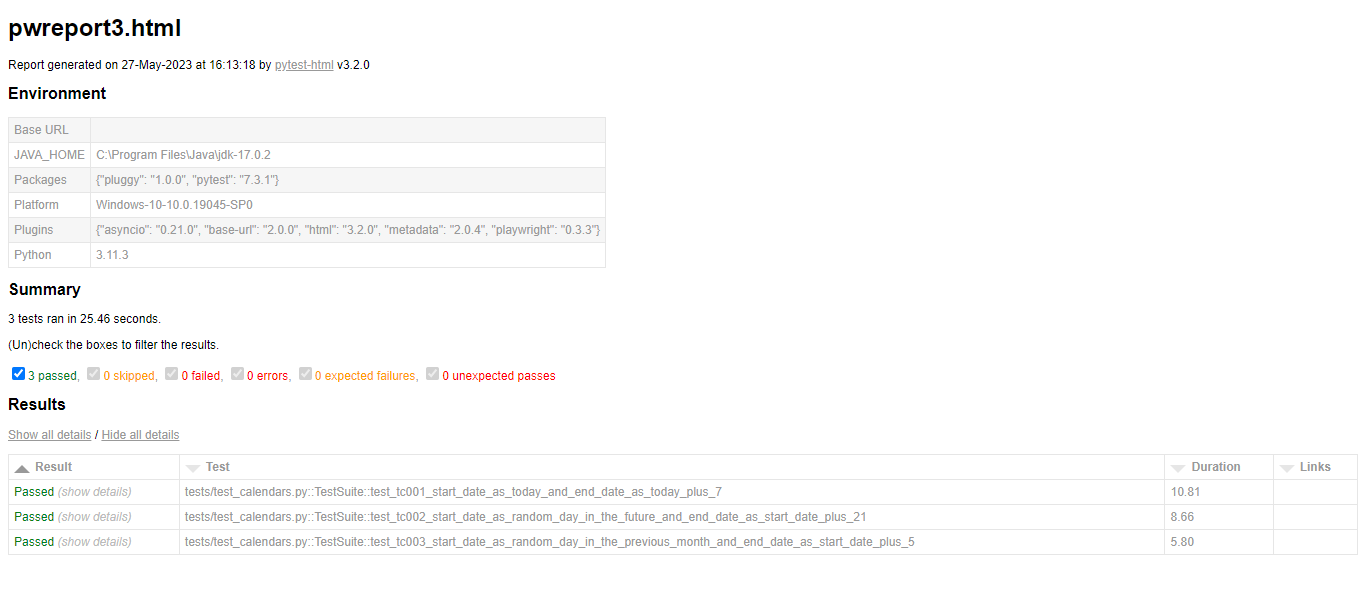 pwreport3.html
Report generated on 27-May-2023 at 16:13:18 by pytest-html v3.2.0
Environment
Base URL
JAVA_HOME C:\Program Files\Java\jdk-17.0.2
Packages {"pluggy": "1.0.0", "pytest": "7.3.1"}
Platform Windows-10-10.0.19045-SP0
Plugins {"asyncio": "0.21.0", "base-url": "2.0.0", "html": "3.2.0", "metadata": "2.0.4", "playwright": "0.3.3"}
Python 3.11.3
Summary
3 tests ran in 25.46 seconds.
(Un)check the boxes to filter the results.
3 passed, 0 skipped, 0 failed, 0 errors, 0 expected failures, 0 unexpected passes
Results
Show all details / Hide all details
Result Test Duration Links
Passed (show details) tests/test_calendars.py::TestSuite::test_tc001_start_date_as_today_and_end_date_as_today_plus_7 10.81
Passed (show details) tests/test_calendars.py::TestSuite::test_tc002_start_date_as_random_day_in_the_future_and_end_date_as_start_date_plus_21 8.66
Passed (show details) tests/test_calendars.py::TestSuite::test_tc003_start_date_as_random_day_in_the_previous_month_and_end_date_as_start_date_plus_5 5.80